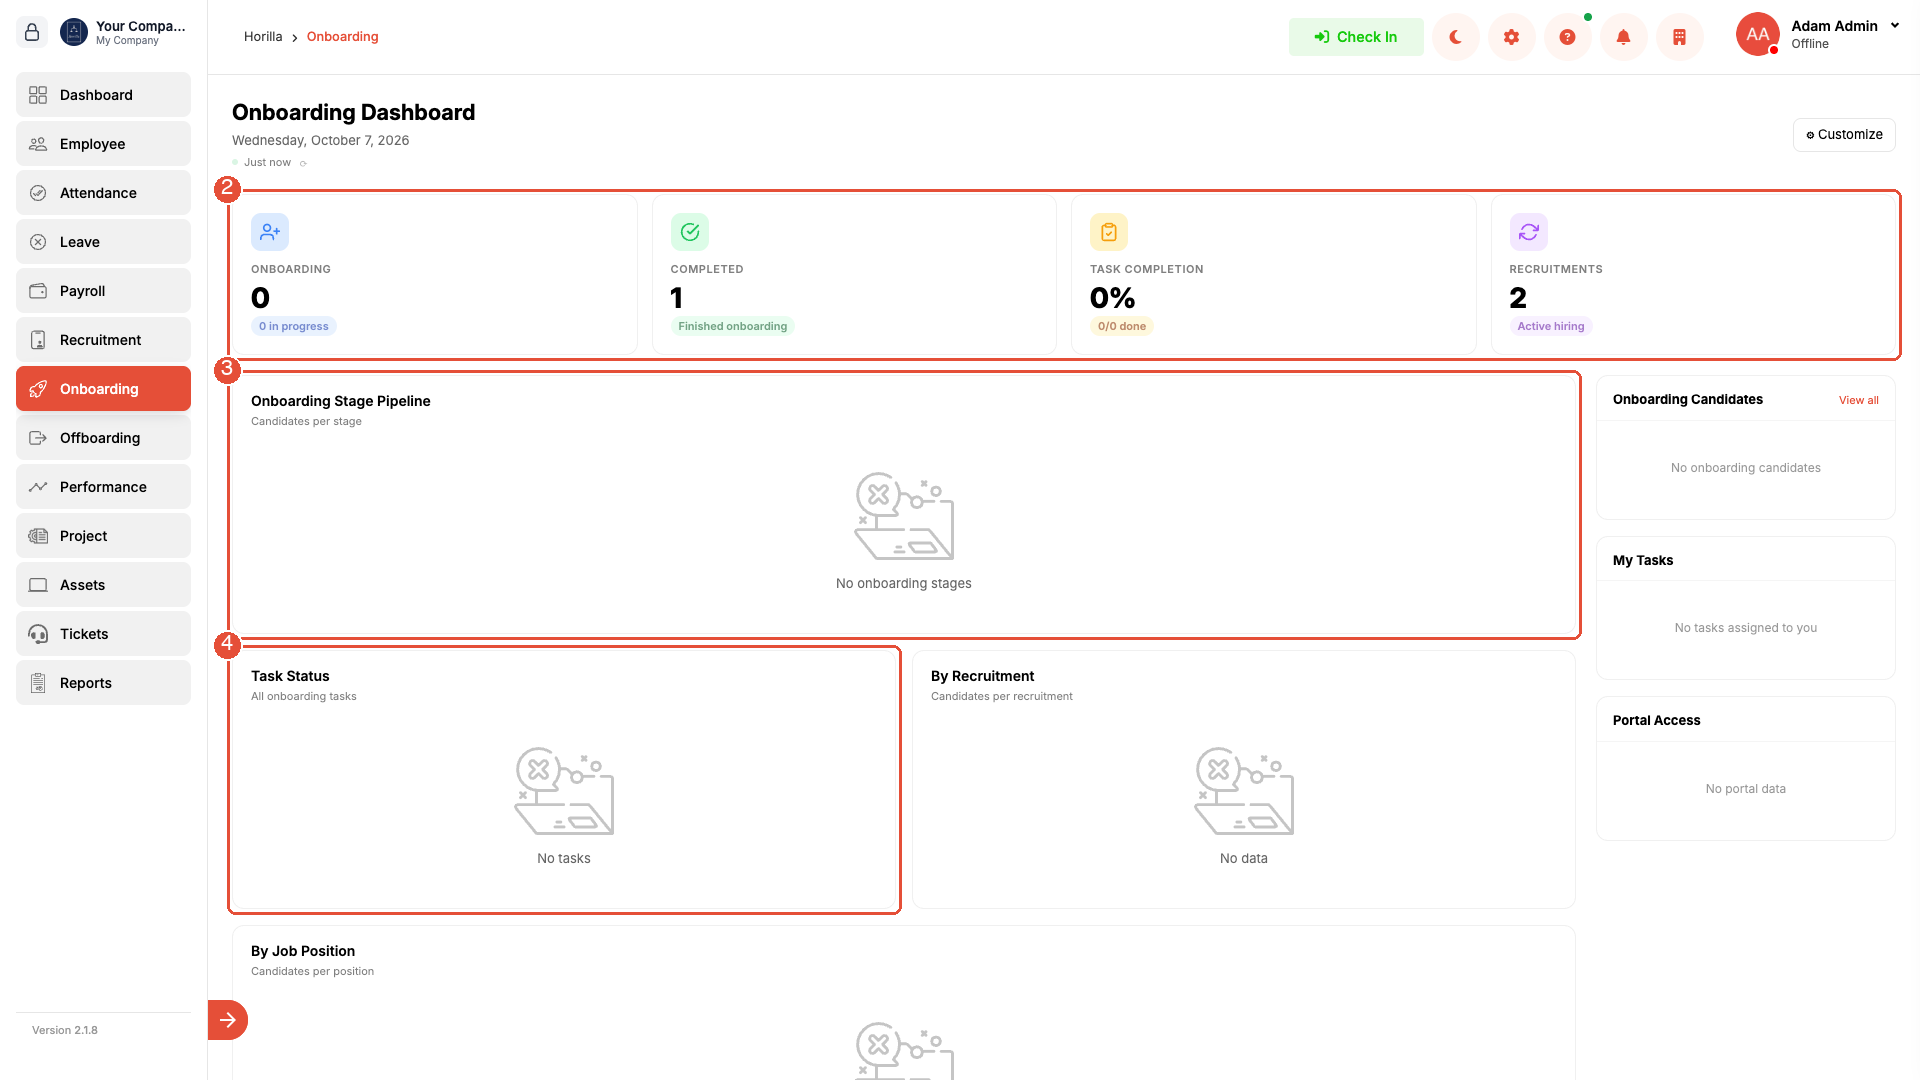 Your Compa...
My Company
Dashboard
Employee
Attendance
Leave
Payroll
Recruitment
Onboarding
Offboarding
Performance
Project
Assets
Tickets
Reports
Version 2.1.8
Horilla > Onboarding
Check In
AA
Adam Admin
Offline
Onboarding Dashboard
Wednesday, October 7, 2026
Just now
Customize
2
ONBOARDING
0
0 in progress
COMPLETED
1
Finished onboarding
TASK COMPLETION
0%
0/0 done
RECRUITMENTS
2
Active hiring
3
Onboarding Stage Pipeline
Candidates per stage
No onboarding stages
Onboarding Candidates
View all
No onboarding candidates
My Tasks
No tasks assigned to you
Portal Access
No portal data
4
Task Status
All onboarding tasks
No tasks
By Recruitment
Candidates per recruitment
No data
By Job Position
Candidates per position